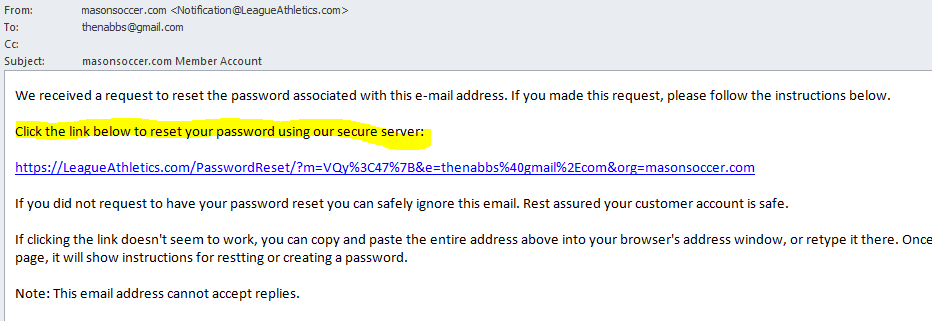 From: masonsoccer.com <Notification@LeagueAthletics.com>
To: thenabbs@gmail.com
Cc:
Subject: masonsoccer.com Member Account
We received a request to reset the password associated with this e-mail address. If you made this request, please follow the instructions below.
Click the link below to reset your password using our secure server:
https://LeagueAthletics.com/PasswordReset/?m=VQy%3C47%7B&e=thenabbs%40gmail%2Ecom&org=masonsoccer.com
If you did not request to have your password reset you can safely ignore this email. Rest assured your customer account is safe.
If clicking the link doesn't seem to work, you can copy and paste the entire address above into your browser's address window, or retype it there. Once
page, it will show instructions for restting or creating a password.
Note: This email address cannot accept replies.